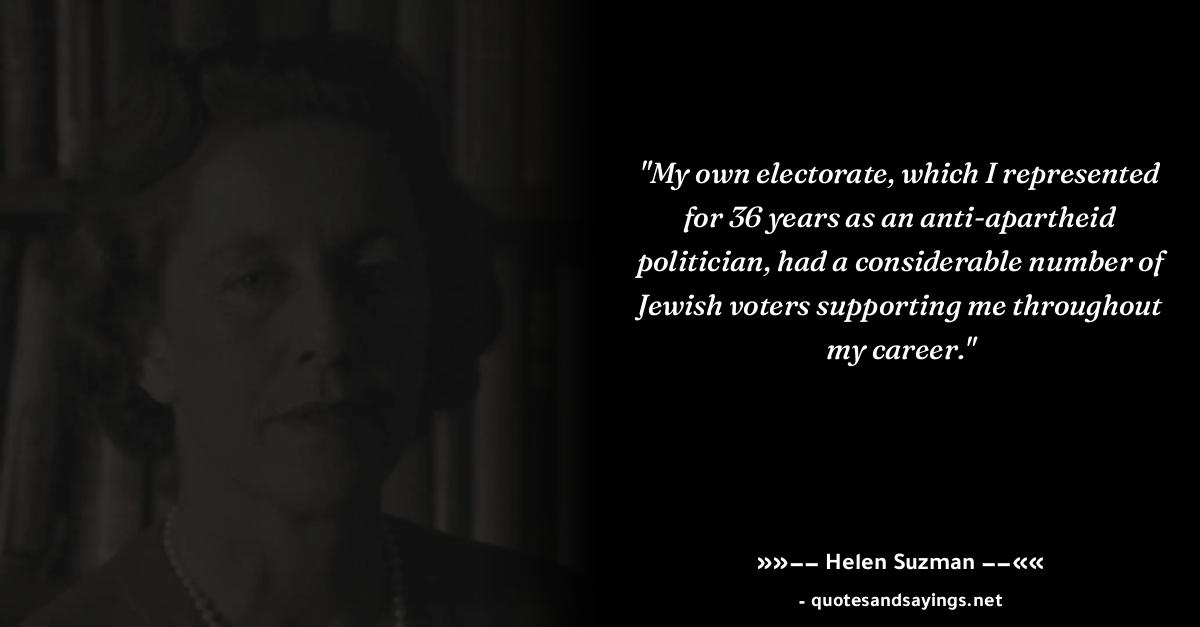 "My own electorate, which I represented
for 36 years as an anti-apartheid
politician, had a considerable number of
Jewish voters supporting me throughout
my career."
»»−− Helen Suzman −−««
- quotesandsayings.net